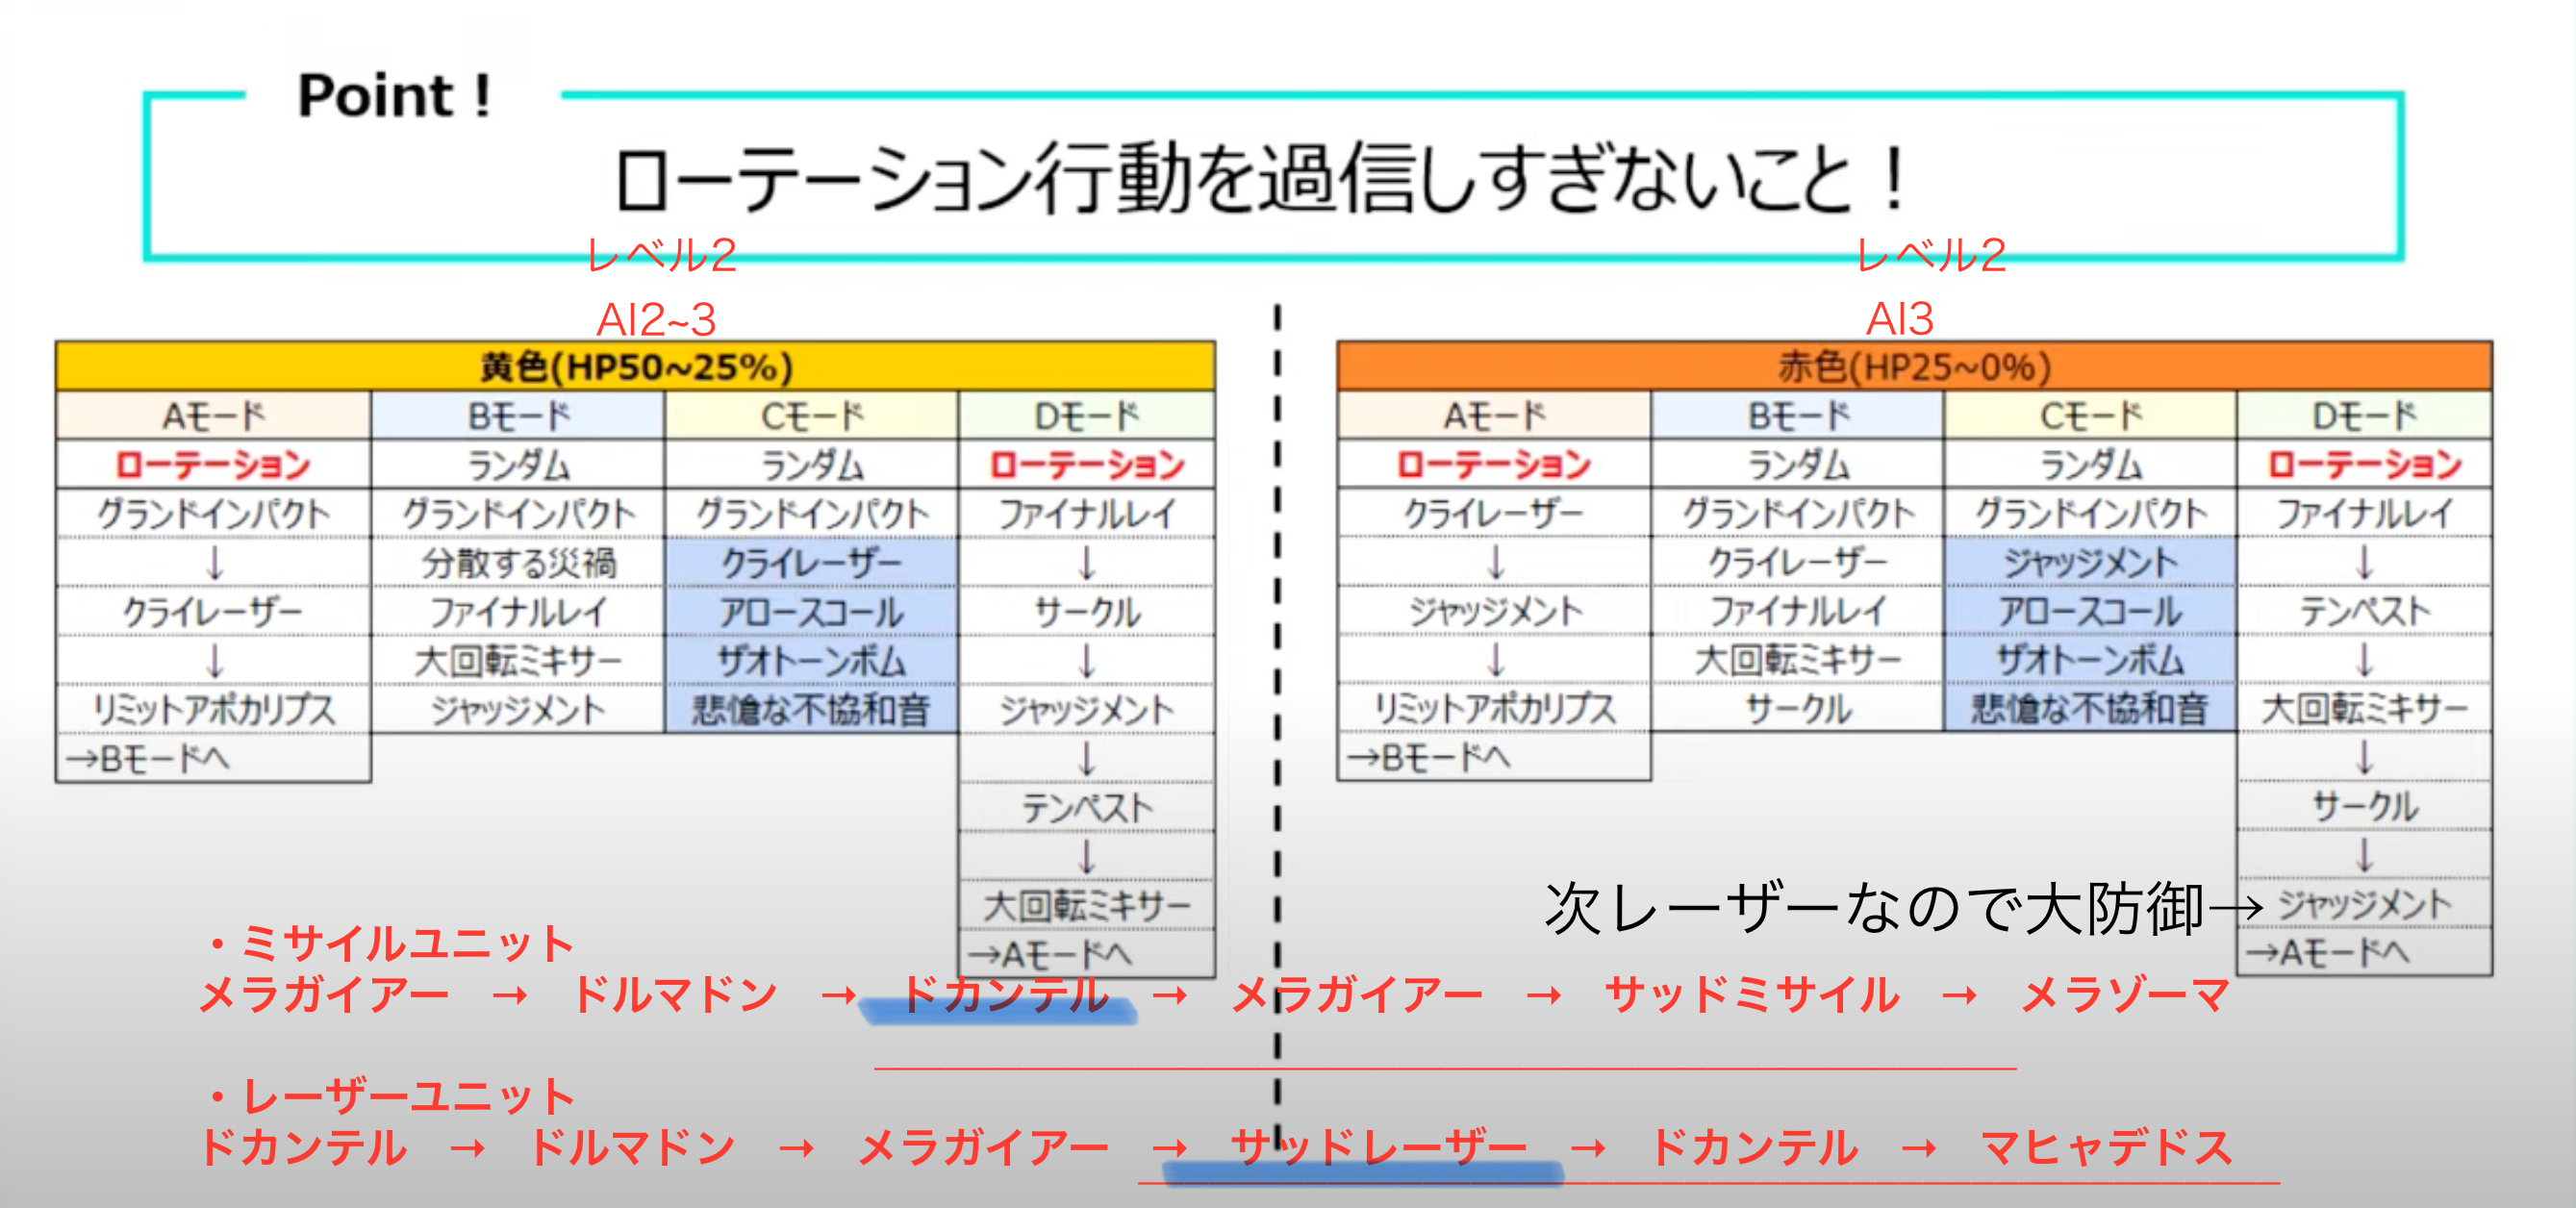 Point！
ローテーション行動を過信しすぎないこと！
レベル2
AI2~3
黄色(HP50~25%)
Aモード Bモード Cモード Dモード
ローテーション ランダム ランダム ローテーション
グランドインパクト グランドインパクト グランドインパクト ファイナルレイ
↓ 分散する災禍 クライレーザー ↓
クライレーザー ファイナルレイ アロースコール サークル
↓ 大回転ミキサー ザオトーンボム ↓
リミットアポカリプス ジャッジメント 悲愴な不協和音 ジャッジメント
→Bモードへ ↓
テンペスト
↓
大回転ミキサー
→Aモードへ
レベル2
AI3
赤色(HP25~0%)
Aモード Bモード Cモード Dモード
ローテーション ランダム ランダム ローテーション
クライレーザー グランドインパクト グランドインパクト ファイナルレイ
↓ クライレーザー ジャッジメント ↓
ジャッジメント ファイナルレイ アロースコール テンペスト
↓ 大回転ミキサー ザオトーンボム ↓
リミットアポカリプス サークル 悲愴な不協和音 大回転ミキサー
→Bモードへ ↓
サークル
↓
次レーザーなので大防御→ ジャッジメント
→Aモードへ
・ミサイルユニット
メラガイアー → ドルマドン → ドカンテル → メラガイアー → サッドミサイル → メラゾーマ
・レーザーユニット
ドカンテル → ドルマドン → メラガイアー → サッドレーザー → ドカンテル → マヒャデドス